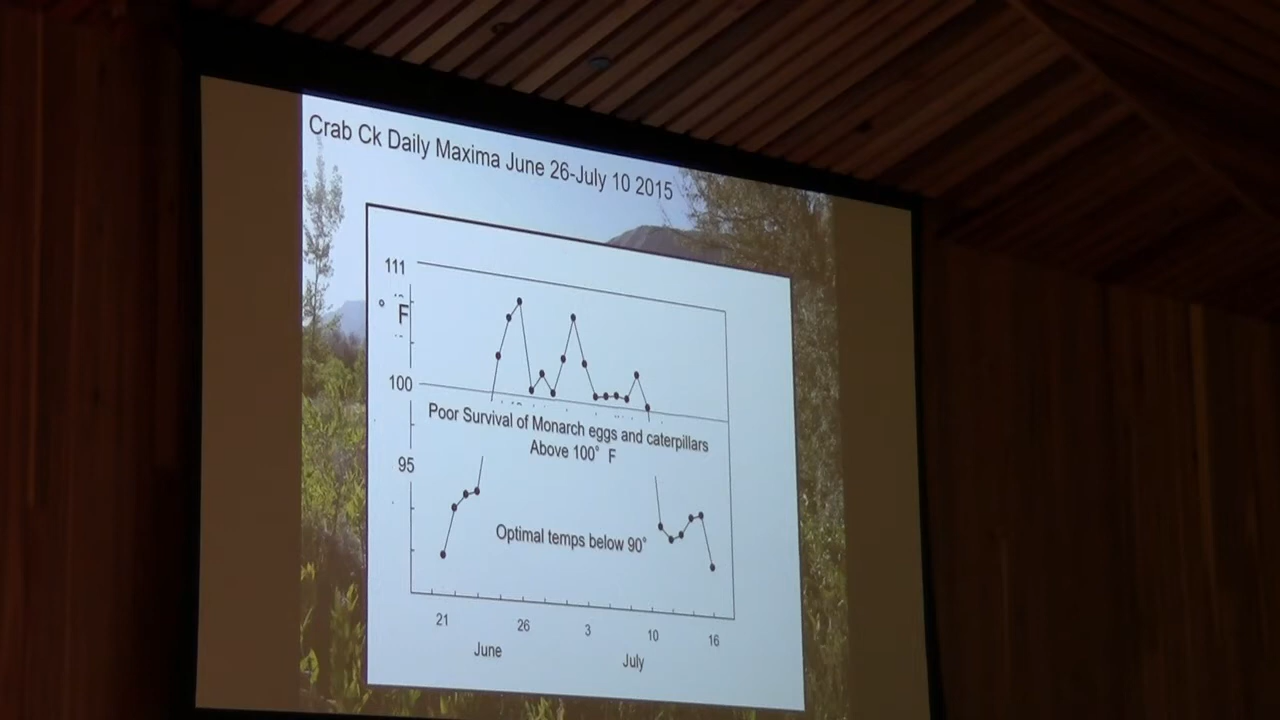 Crab Ck Daily Maxima June 26-July 10 2015
111
° F
100
Poor Survival of Monarch eggs and caterpillars
Above 100° F
95
Optimal temps below 90°
21 26 3 10 16
June July